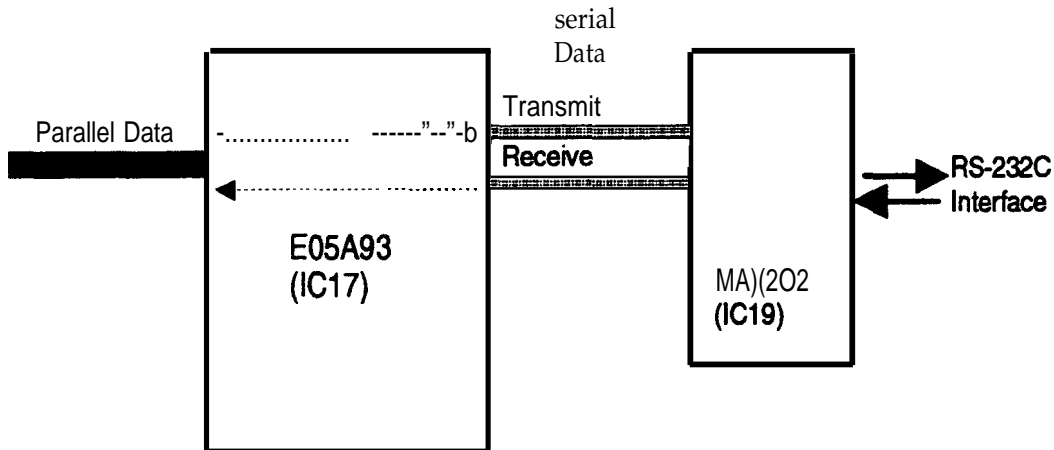 serial
Data
Transmit
Parallel Data
-................. ------"--"-b
Receive
RS-232C
Interface
E05A93
(IC17)
MA)(2O2
(IC19)